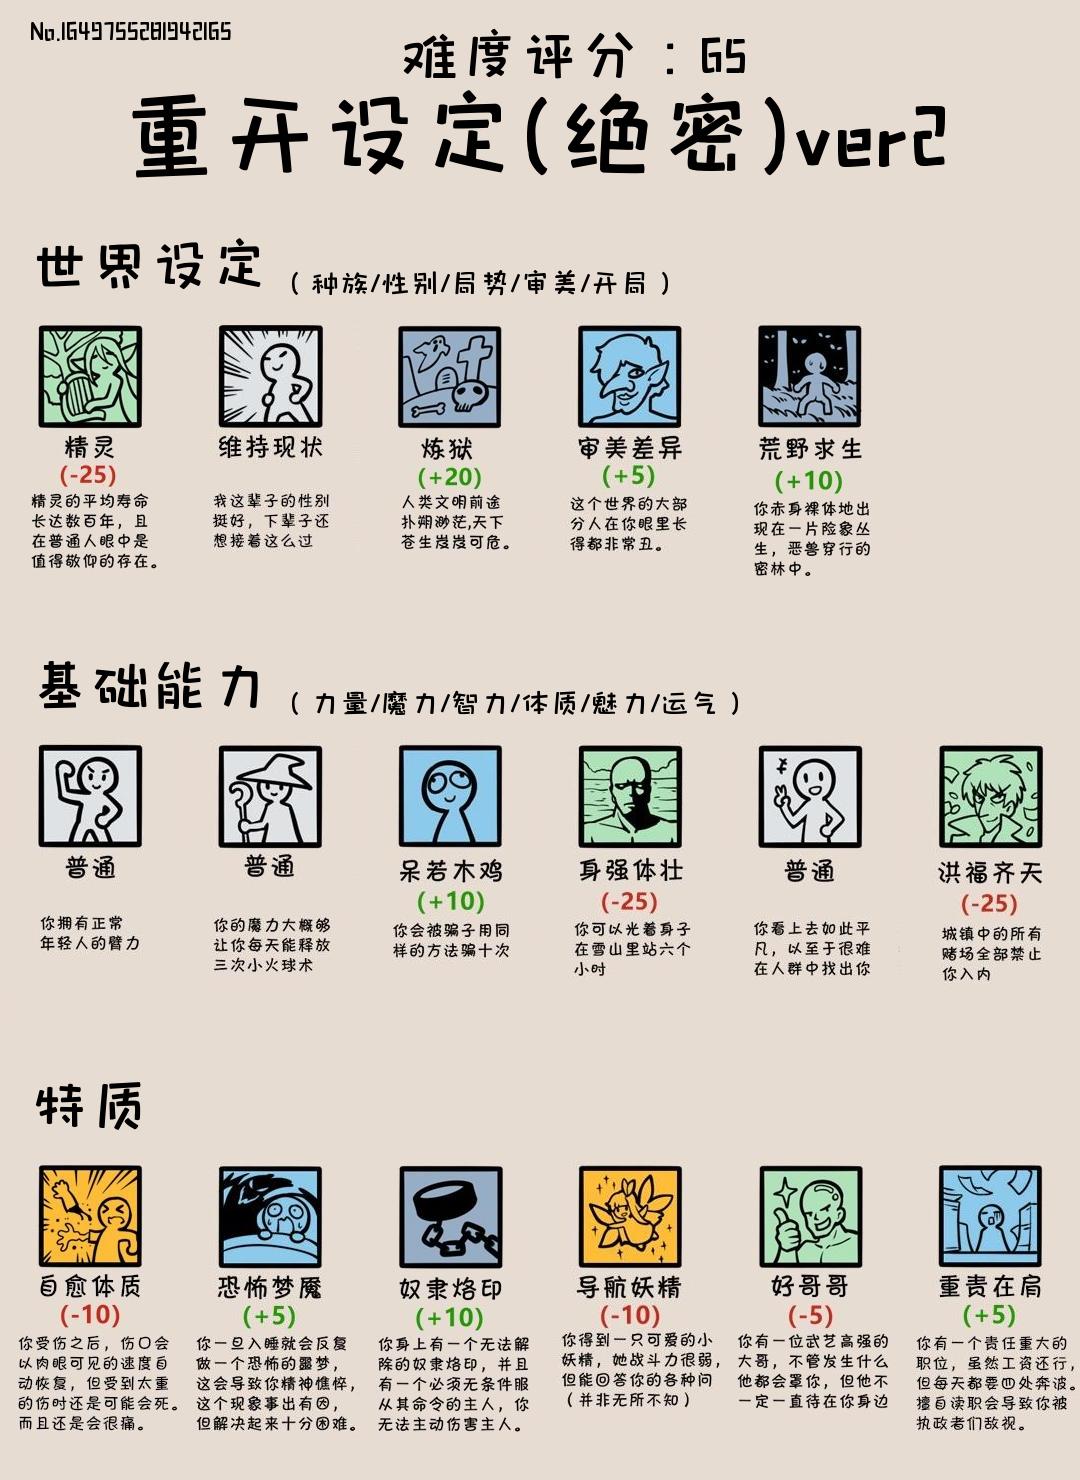 No.1649755281942165
难度评分：65
重开设定(绝密)ver2
世界设定 （种族/性别/局势/审美/开局）
精灵 维持现状 炼狱 审美差异 荒野求生
(-25) (+20) (+5) (+10)
精灵的平均寿命
长达数百年，且
在普通人眼中是
值得敬仰的存在。
我这辈子的性别
挺好，下辈子还
想接着这么过
人类文明前途
扑朔渺茫,天下
苍生岌岌可危。
这个世界的大部
分人在你眼里长
得都非常丑。
你赤身裸体地出
现在一片险象丛
生，恶兽穿行的
密林中。
基础能力 （力量/魔力/智力/体质/魅力/运气）
普通 普通 呆若木鸡 身强体壮 普通 洪福齐天
(+10) (-25) (-25)
你拥有正常
年轻人的臂力
你的魔力大概够
让你每天能释放
三次小火球术
你会被骗子用同
样的方法骗十次
你可以光着身子
在雪山里站六个
小时
你看上去如此平
凡，以至于很难
在人群中找出你
城镇中的所有
赌场全部禁止
你入内
特质
自愈体质 恐怖梦魇 奴隶烙印 导航妖精 好哥哥 重责在肩
(-10) (+5) (+10) (-10) (-5) (+5)
你受伤之后，伤口会
以肉眼可见的速度自
动恢复，但受到太重
的伤时还是可能会死。
而且还是会很痛。
你一旦入睡就会反复
做一个恐怖的噩梦，
这会导致你精神憔悴，
这个现象事出有因，
但解决起来十分困难。
你身上有一个无法解
除的奴隶烙印，并且
有一个必须无条件服
从其命令的主人，你
无法主动伤害主人。
你得到一只可爱的小
妖精，她战斗力很弱，
但能回答你的各种问
（并非无所不知）
你有一位武艺高强的
大哥，不管发生什么
他都会罩你，但他不
一定一直待在你身边
你有一个责任重大的
职位，虽然工资还行，
但每天都要四处奔波。
擅自渎职会导致你被
执政者们敌视。